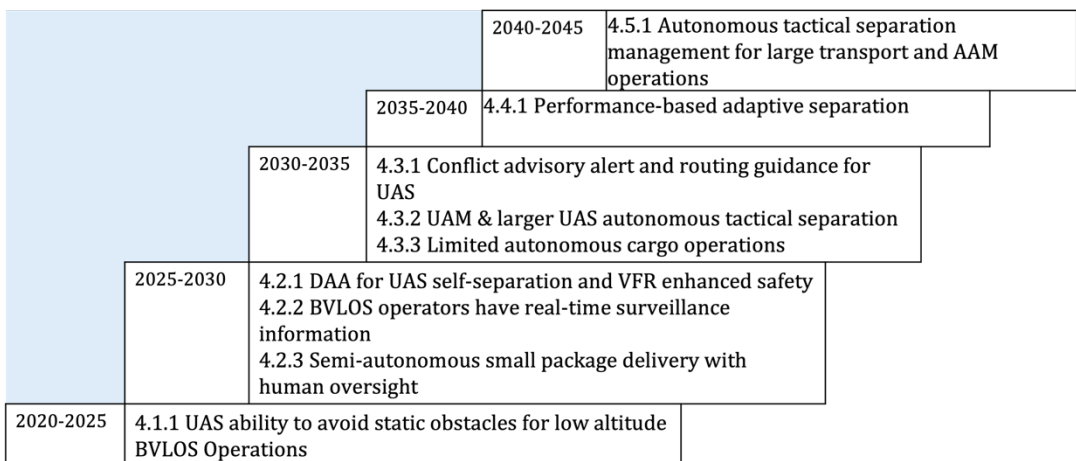 2040-2045
4.5.1 Autonomous tactical separation
management for large transport and AAM
operations
2035-2040
4.4.1 Performance-based adaptive separation
2030-2035
4.3.1 Conflict advisory alert and routing guidance for
UAS
4.3.2 UAM & larger UAS autonomous tactical separation
4.3.3 Limited autonomous cargo operations
2025-2030
4.2.1 DAA for UAS self-separation and VFR enhanced safety
4.2.2 BVLOS operators have real-time surveillance
information
4.2.3 Semi-autonomous small package delivery with
human oversight
2020-2025
4.1.1 UAS ability to avoid static obstacles for low altitude
BVLOS Operations